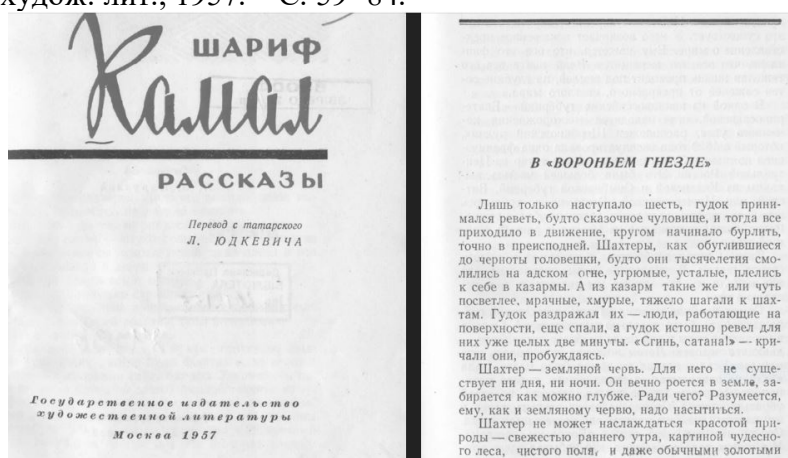 худож. лит., 1957. – С. 59–84.
ШАРИФ
Камал
РАССКАЗЫ
Перевод с татарского
Л. ЮДКЕВИЧА
Государственное издательство
художественной литературы
Москва 1957
В «ВОРОНЬЕМ ГНЕЗДЕ»
Лишь только наступало шесть, гудок прини-
мался реветь, будто сказочное чудовище, и тогда все
приходило в движение, кругом начинало бурлить,
точно в преисподней. Шахтеры, как обуглившиеся
до черноты головешки, будто они тысячелетия смо-
лились на адском огне, угрюмые, усталые, плелись
к себе в казармы. А из казарм такие же или чуть
посветлее, мрачные, хмурые, тяжело шагали к шах-
там. Гудок раздражал их — люди, работающие на
поверхности, еще спали, а гудок истошно ревел для
них уже целых две минуты. «Сгинь, сатана!» — кри-
чали они, пробуждаясь.
Шахтер — земляной червь. Для него не суще-
ствует ни дня, ни ночи. Он вечно роется в земле, за-
бирается как можно глубже. Ради чего? Разумеется,
ему, как и земляному червю, надо насытиться.
Шахтер не может наслаждаться красотой при-
роды — свежестью раннего утра, картиной чудесно-
го леса, чистого поля, и даже обычными золотыми